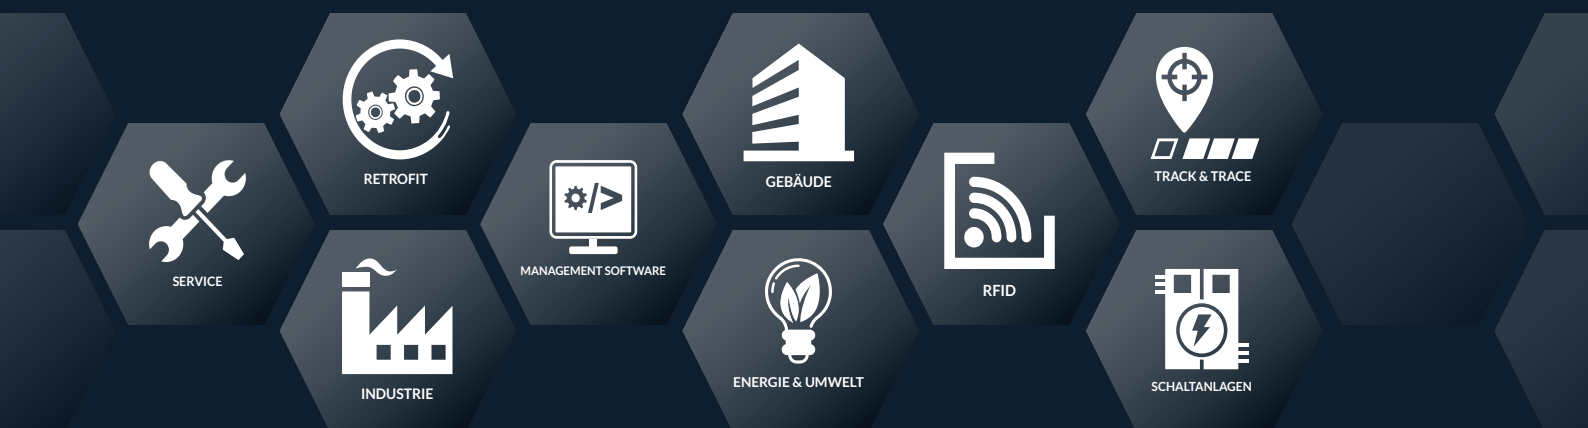 SERVICE
RETROFIT
INDUSTRIE
</>
MANAGEMENT SOFTWARE
GEBÄUDE
ENERGIE & UMWELT
RFID
TRACK & TRACE
SCHALTANLAGEN